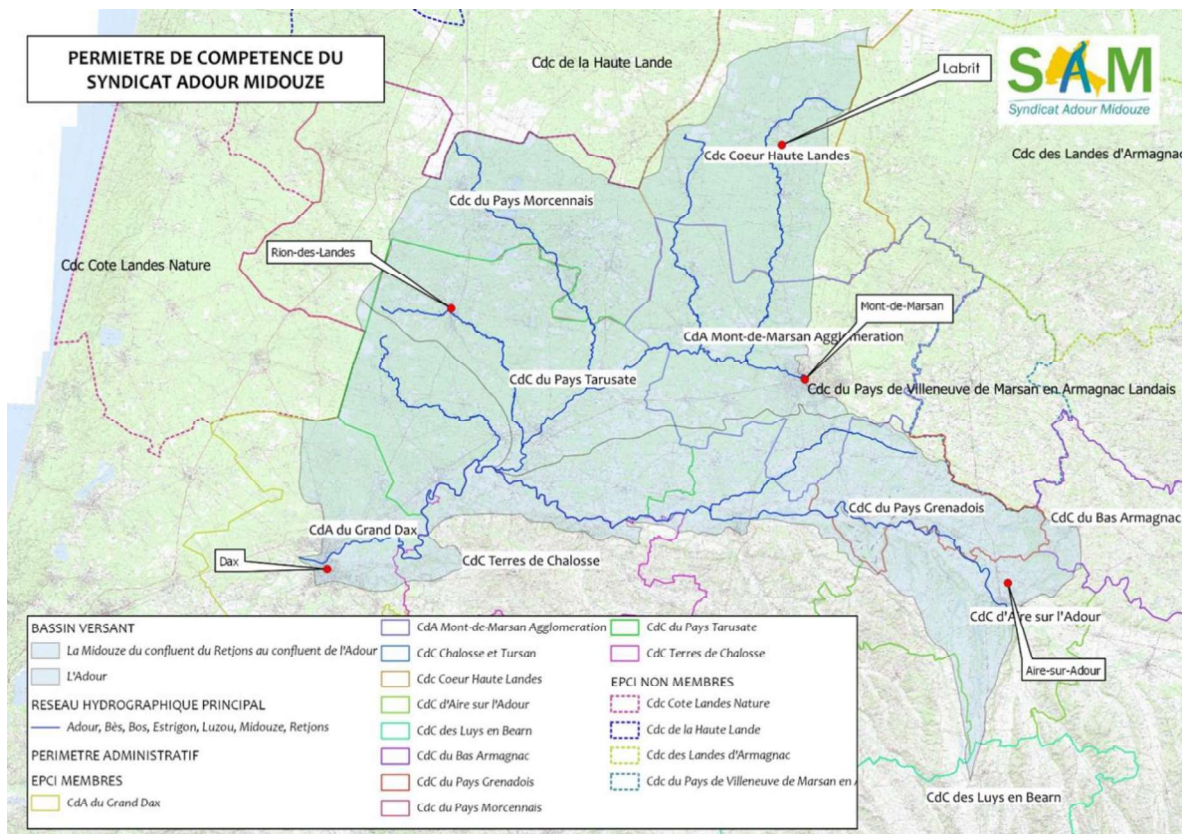 PERMIETRE DE COMPETENCE DU
SYNDICAT ADOUR MIDOUZE
SAM
Syndicat Adour Midouze
Cdc de la Haute Lande
Labrit
Cdc Coeur Haute Landes
Cdc des Landes d'Armagnac
Cdc du Pays Morcennais
Rion-des-Landes
Cdc Cote Landes Nature
Mont-de-Marsan
CdA Mont-de-Marsan Agglomeration
CdC du Pays Tarusate
Cdc du Pays de Villeneuve de Marsan en Armagnac Landais
CdC du Pays Grenadois
CdC du Bas Armagnac
CdA du Grand Dax
Dax
CdC Terres de Chalosse
CdC d'Aire sur l'Adour
Aire-sur-Adour
CdC des Luys en Bearn
BASSIN VERSANT
La Midouze du confluent du Retjons au confluent de l'Adour
L'Adour
RESEAU HYDROGRAPHIQUE PRINCIPAL
Adour, Bès, Bos, Estrigon, Luzou, Midouze, Retjons
PERIMETRE ADMINISTRATIF
EPCI MEMBRES
CdA du Grand Dax
CdA Mont-de-Marsan Agglomeration
CdC Chalosse et Tursan
Cdc Coeur Haute Landes
CdC d'Aire sur l'Adour
CdC des Luys en Bearn
CdC du Bas Armagnac
CdC du Pays Grenadois
Cdc du Pays Morcennais
CdC du Pays Tarusate
CdC Terres de Chalosse
EPCI NON MEMBRES
Cdc Cote Landes Nature
Cdc de la Haute Lande
Cdc des Landes d'Armagnac
Cdc du Pays de Villeneuve de Marsan en